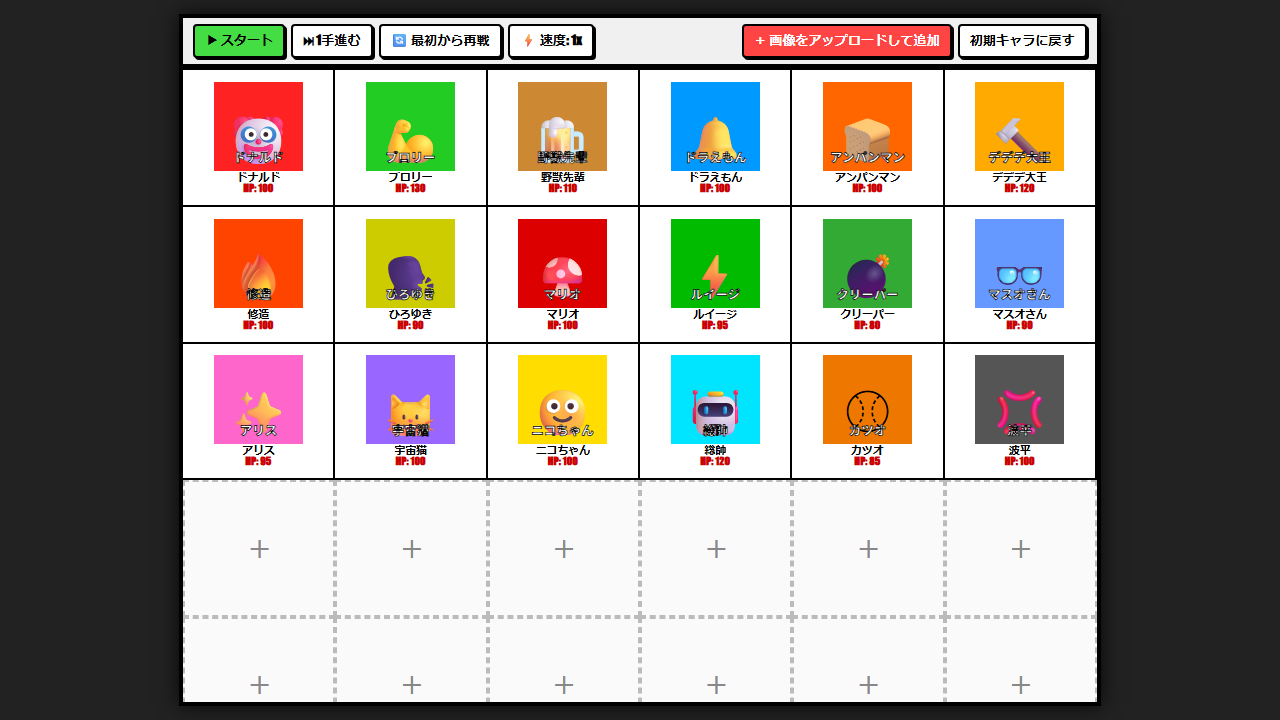 ▶ スタート
⏭1手進む
🔄 最初から再戦
⚡ 速度:1x
+ 画像をアップロードして追加
初期キャラに戻す
ドナルド
ドナルド
HP: 100
ブロリー
ブロリー
HP: 130
野獣先輩
野獣先輩
HP: 110
ドラえもん
ドラえもん
HP: 100
アンパンマン
アンパンマン
HP: 100
デデデ大王
デデデ大王
HP: 120
修造
修造
HP: 100
ひろゆき
ひろゆき
HP: 90
マリオ
マリオ
HP: 100
ルイージ
ルイージ
HP: 95
クリーパー
クリーパー
HP: 80
マスオさん
マスオさん
HP: 90
アリス
アリス
HP: 95
宇宙猫
宇宙猫
HP: 100
ニコちゃん
ニコちゃん
HP: 100
HP: 120
カツオ
カツオ
HP: 85
波平
波平
HP: 100
+ + + + + +
+ + + + + +